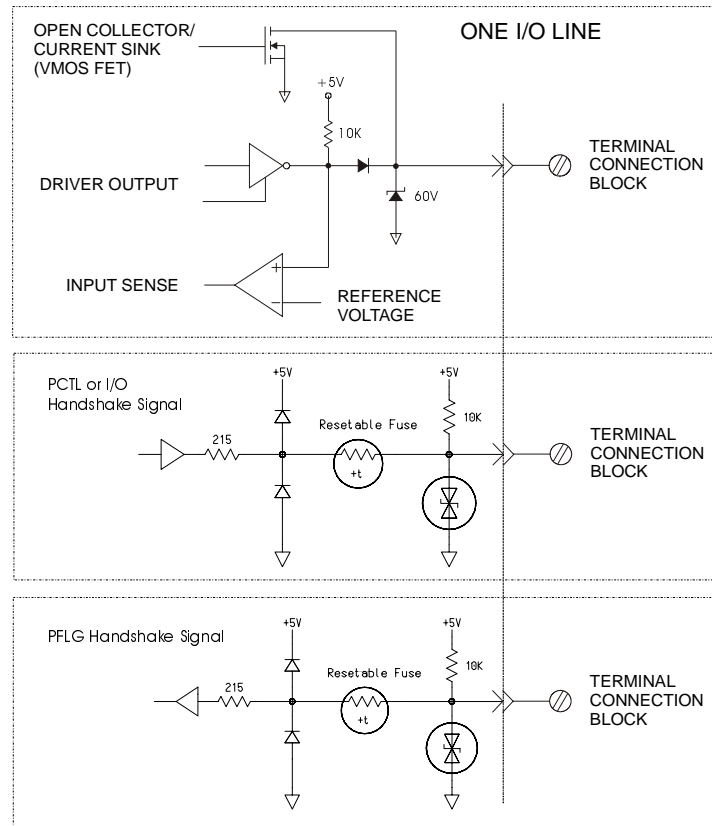 OPEN COLLECTOR/
CURRENT SINK
(VMOS FET)
ONE I/O LINE
+5V
10K
TERMINAL
CONNECTION
BLOCK
DRIVER OUTPUT
60V
INPUT SENSE
+
-
REFERENCE
VOLTAGE
PCTL or I/O
Handshake Signal
+5V
+5V
215
Resetable Fuse
10K
+t
TERMINAL
CONNECTION
BLOCK
PFLG Handshake Signal
+5V
+5V
215
Resetable Fuse
10K
+t
TERMINAL
CONNECTION
BLOCK